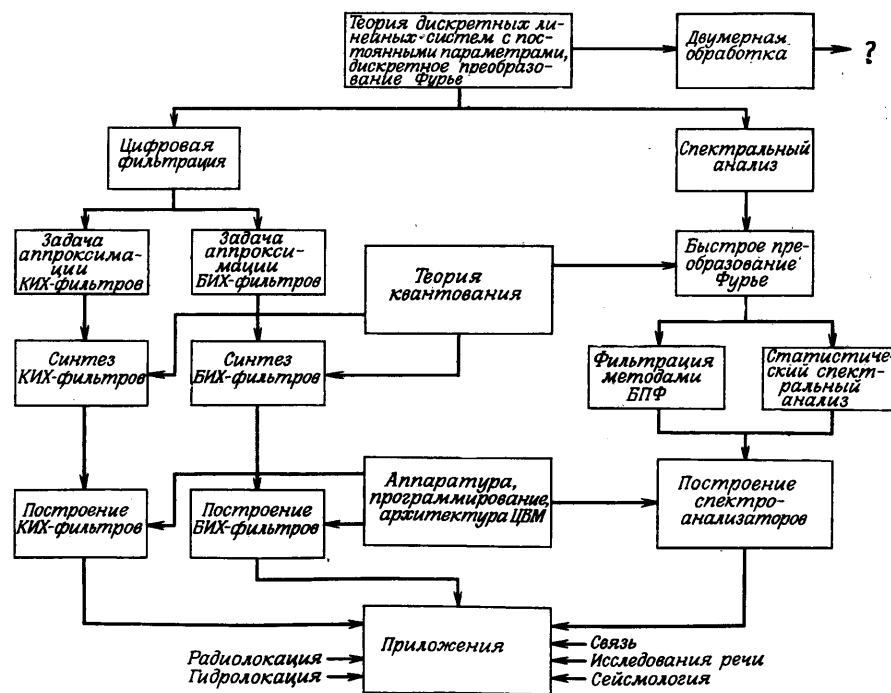 Теория дискретных ли-
нейных систем с пос-
тоянными параметрами,
дискретное преобразо-
вание Фурье
Двумерная
обработка
?
Цифровая
фильтрация
Спектральный
анализ
Задача
аппроксима-
ции
КИХ-фильтров
Задача
аппрокси-
мации
БИХ-фильтров
Теория
квантования
Быстрое пре-
образование
Фурье
Синтез
КИХ-фильтров
Синтез
БИХ-фильтров
Фильтрация
методами
БПФ
Статистиче-
ский спект-
ральный
анализ
Построение
КИХ-фильтров
Построение
БИХ-фильтров
Аппаратура,
программирование,
архитектура ЦВМ
Построение
спектро-
анализаторов
Приложения
Радиолокация
Гидролокация
Связь
Исследования речи
Сейсмология